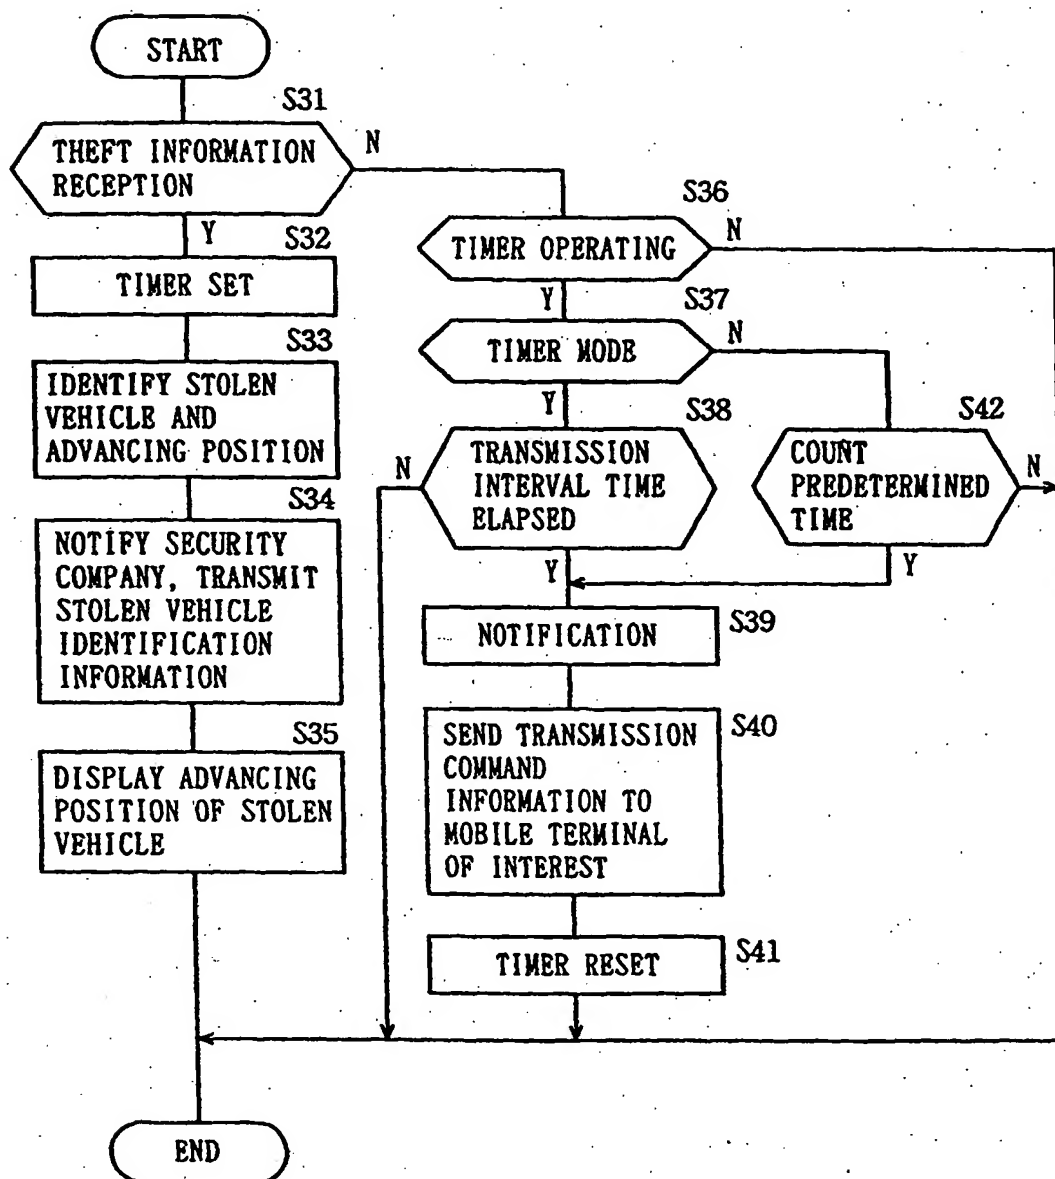 START
S31
THEFT INFORMATION
RECEPTION
N
Y
S32
TIMER SET
S33
IDENTIFY STOLEN
VEHICLE AND
ADVANCING POSITION
S34
NOTIFY SECURITY
COMPANY, TRANSMIT
STOLEN VEHICLE
IDENTIFICATION
INFORMATION
S35
DISPLAY ADVANCING
POSITION OF STOLEN
VEHICLE
S36
TIMER OPERATING
N
Y
S37
TIMER MODE
N
Y
S38
TRANSMISSION
INTERVAL TIME
ELAPSED
N
Y
S42
COUNT
PREDETERMINED
TIME
N
Y
NOTIFICATION
S39
SEND TRANSMISSION
COMMAND
INFORMATION TO
MOBILE TERMINAL
OF INTEREST
S40
TIMER RESET
S41
END